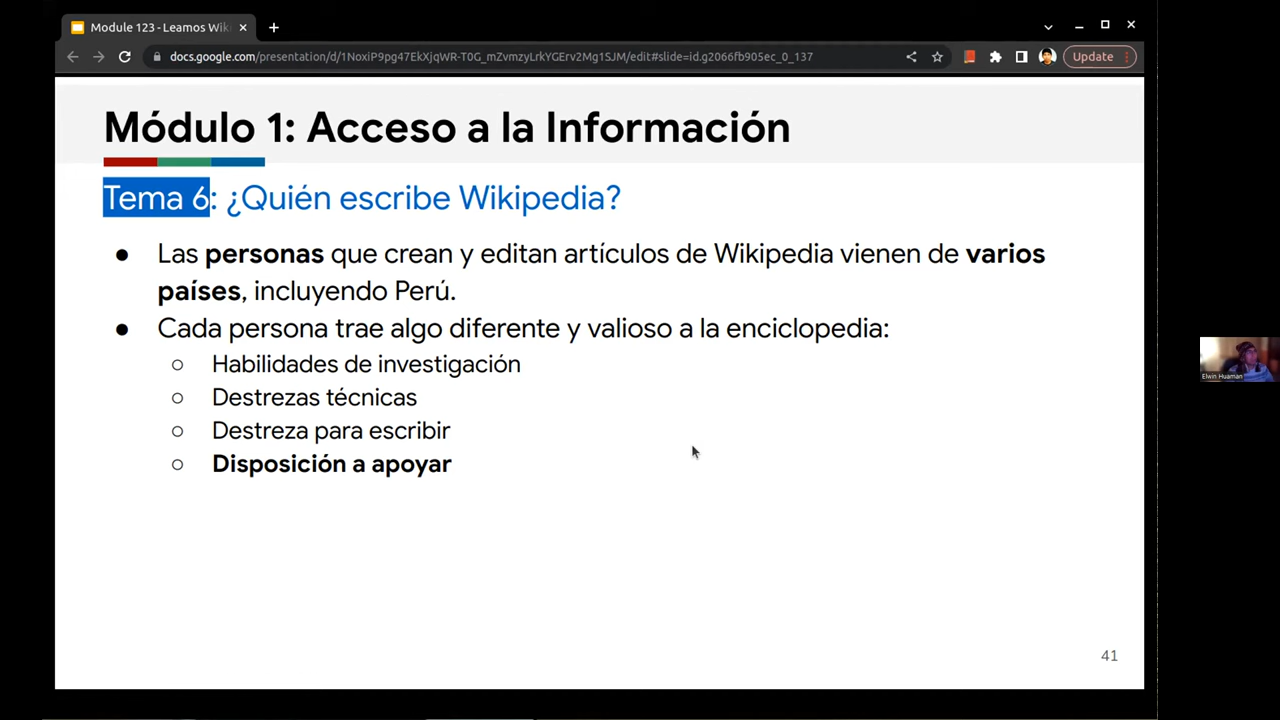 Module 123 - Leamos Wiki
docs.google.com/presentation/d/1NoxiP9pg47EkXjqWR-T0G_mZvmzyLrkYGErv2Mg1SJM/edit#slide=id.g2066fb905ec_0_137
Update
Módulo 1: Acceso a la Información
Tema 6: ¿Quién escribe Wikipedia?
● Las personas que crean y editan artículos de Wikipedia vienen de varios
países, incluyendo Perú.
● Cada persona trae algo diferente y valioso a la enciclopedia:
○ Habilidades de investigación
○ Destrezas técnicas
○ Destreza para escribir
○ Disposición a apoyar
Elwin Huaman
41